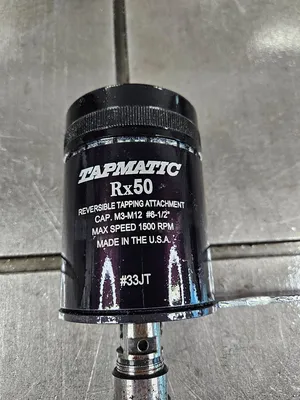 TAPMATIC
Rx50
REVERSIBLE TAPPING ATTACHMENT
CAP. M3-M12 #6-1/2"
MAX SPEED 1500 RPM
MADE IN THE U.S.A.
#33JT